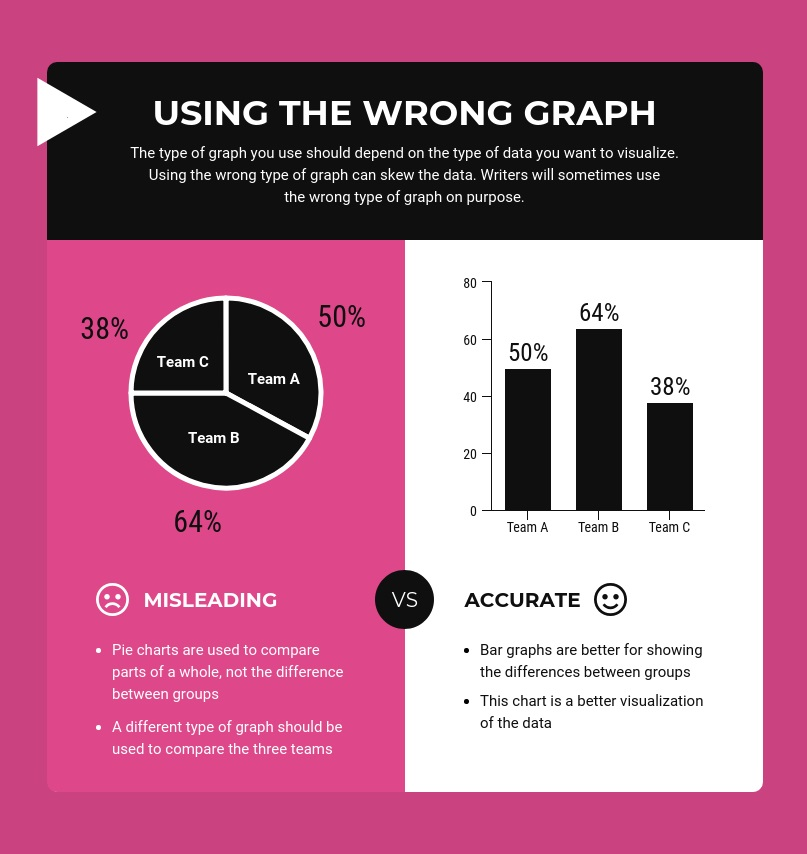 USING THE WRONG GRAPH
The type of graph you use should depend on the type of data you want to visualize.
Using the wrong type of graph can skew the data. Writers will sometimes use
the wrong type of graph on purpose.
38%
50%
Team C
Team A
Team B
64%
80
60
40
20
0
64%
50%
38%
Team A
Team B
Team C
MISLEADING
VS
ACCURATE
• Pie charts are used to compare
parts of a whole, not the difference
between groups
• A different type of graph should be
used to compare the three teams
• Bar graphs are better for showing
the differences between groups
• This chart is a better visualization
of the data